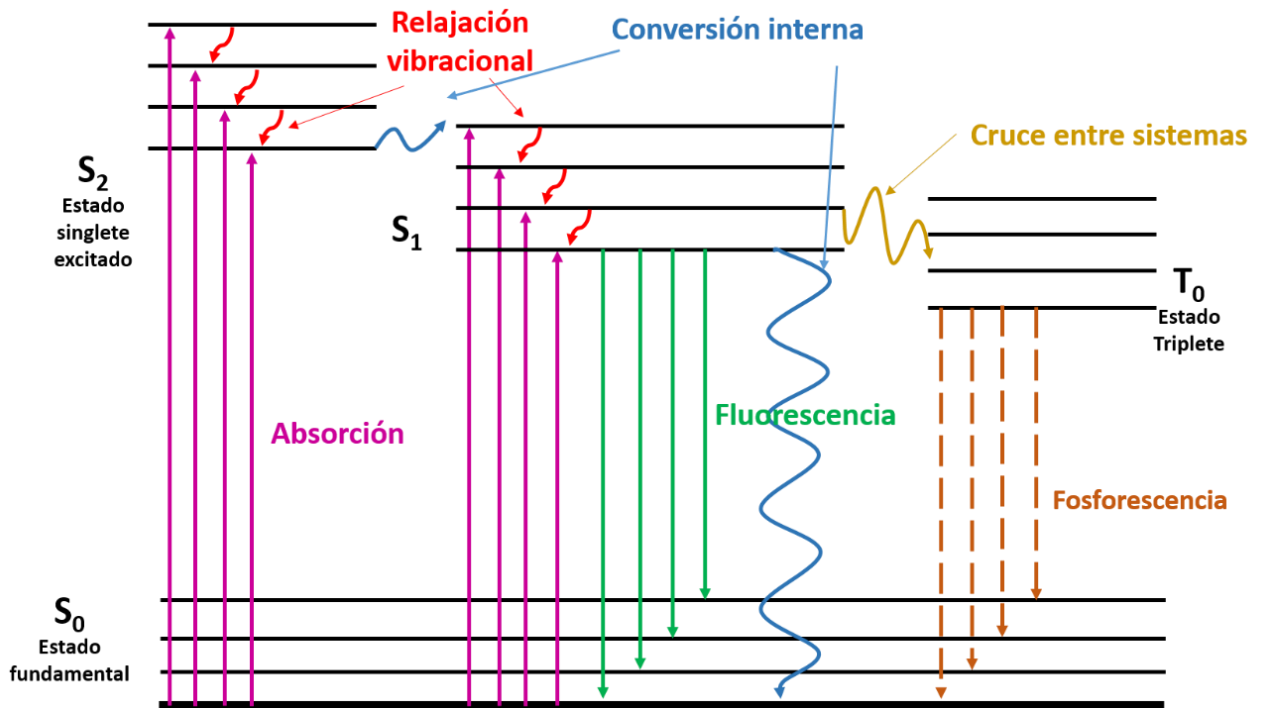 Relajación
vibracional
Conversión interna
Cruce entre sistemas
S2
Estado
singlete
excitado
S1
T0
Estado
Triplete
Absorción
Fluorescencia
Fosforescencia
S0
Estado
fundamental